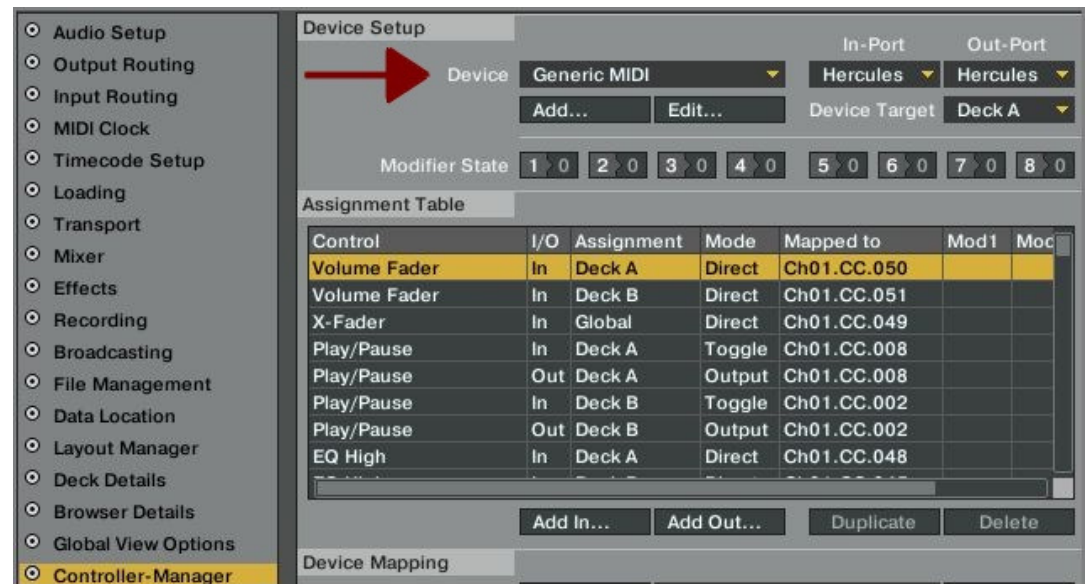 Audio Setup
Output Routing
Input Routing
MIDI Clock
Timecode Setup
Loading
Transport
Mixer
Effects
Recording
Broadcasting
File Management
Data Location
Layout Manager
Deck Details
Browser Details
Global View Options
Controller-Manager
Device Setup
In-Port Out-Port
Device Generic MIDI Hercules Hercules
Add... Edit... Device Target Deck A
Modifier State 1 0 2 0 3 0 4 0 5 0 6 0 7 0 8 0
Assignment Table
Control I/O Assignment Mode Mapped to Mod1
Volume Fader In Deck A Direct Ch01.CC.050
Volume Fader In Deck B Direct Ch01.CC.051
X-Fader In Global Direct Ch01.CC.049
Play/Pause In Deck A Toggle Ch01.CC.008
Play/Pause Out Deck A Output Ch01.CC.008
Play/Pause In Deck B Toggle Ch01.CC.002
Play/Pause Out Deck B Output Ch01.CC.002
EQ High In Deck A Direct Ch01.CC.048
Add In... Add Out... Duplicate Delete
Device Mapping